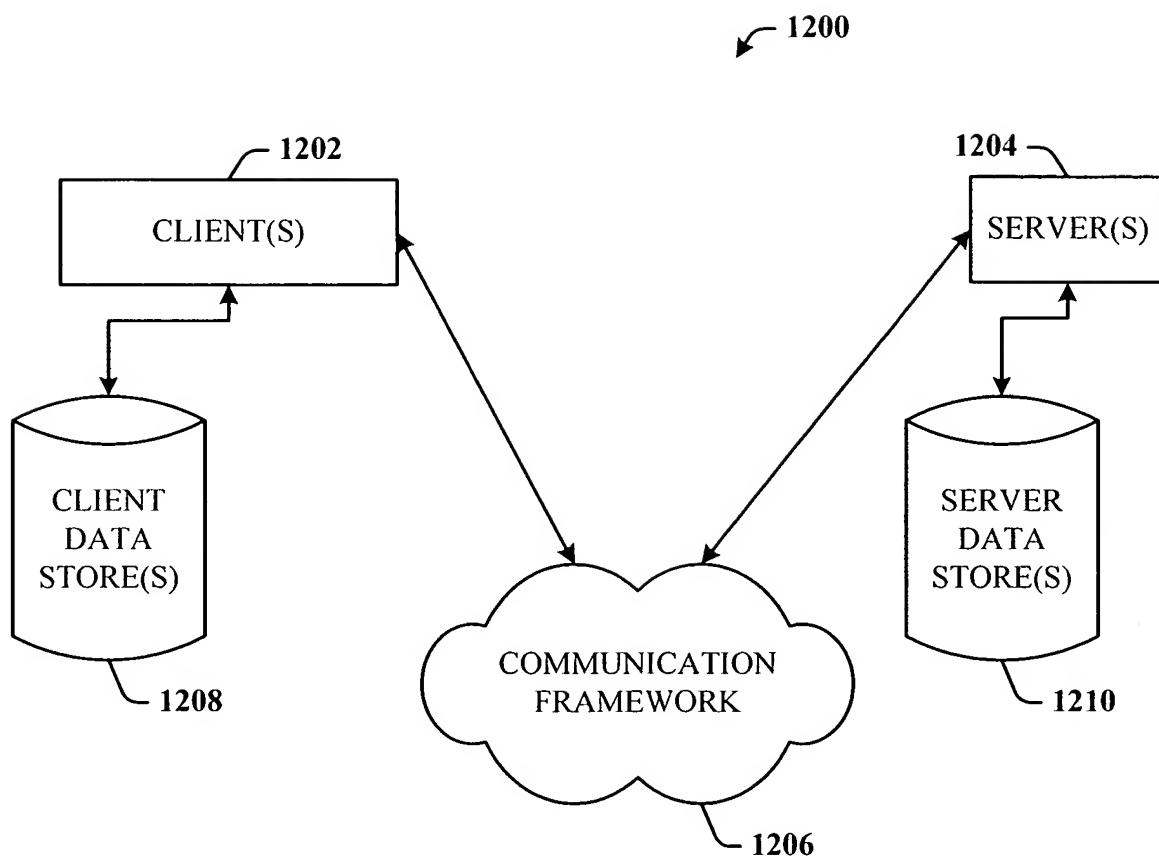 1200
1202
1204
CLIENT(S)
SERVER(S)
CLIENT
DATA
STORE(S)
SERVER
DATA
STORE(S)
COMMUNICATION
FRAMEWORK
1208
1210
1206